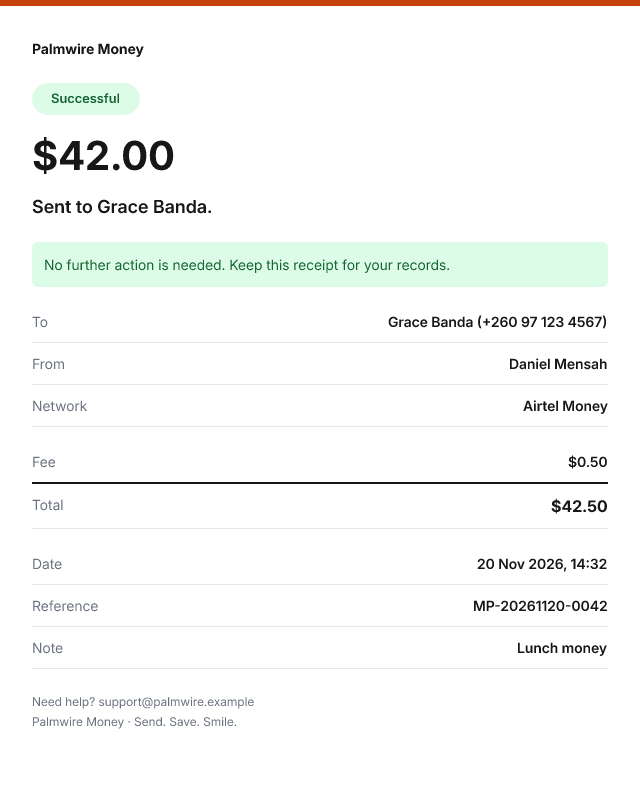 Palmwire Money
Successful
$42.00
Sent to Grace Banda.
No further action is needed. Keep this receipt for your records.
To Grace Banda (+260 97 123 4567)
From Daniel Mensah
Network Airtel Money
Fee $0.50
Total $42.50
Date 20 Nov 2026, 14:32
Reference MP-20261120-0042
Note Lunch money
Need help? support@palmwire.example
Palmwire Money · Send. Save. Smile.